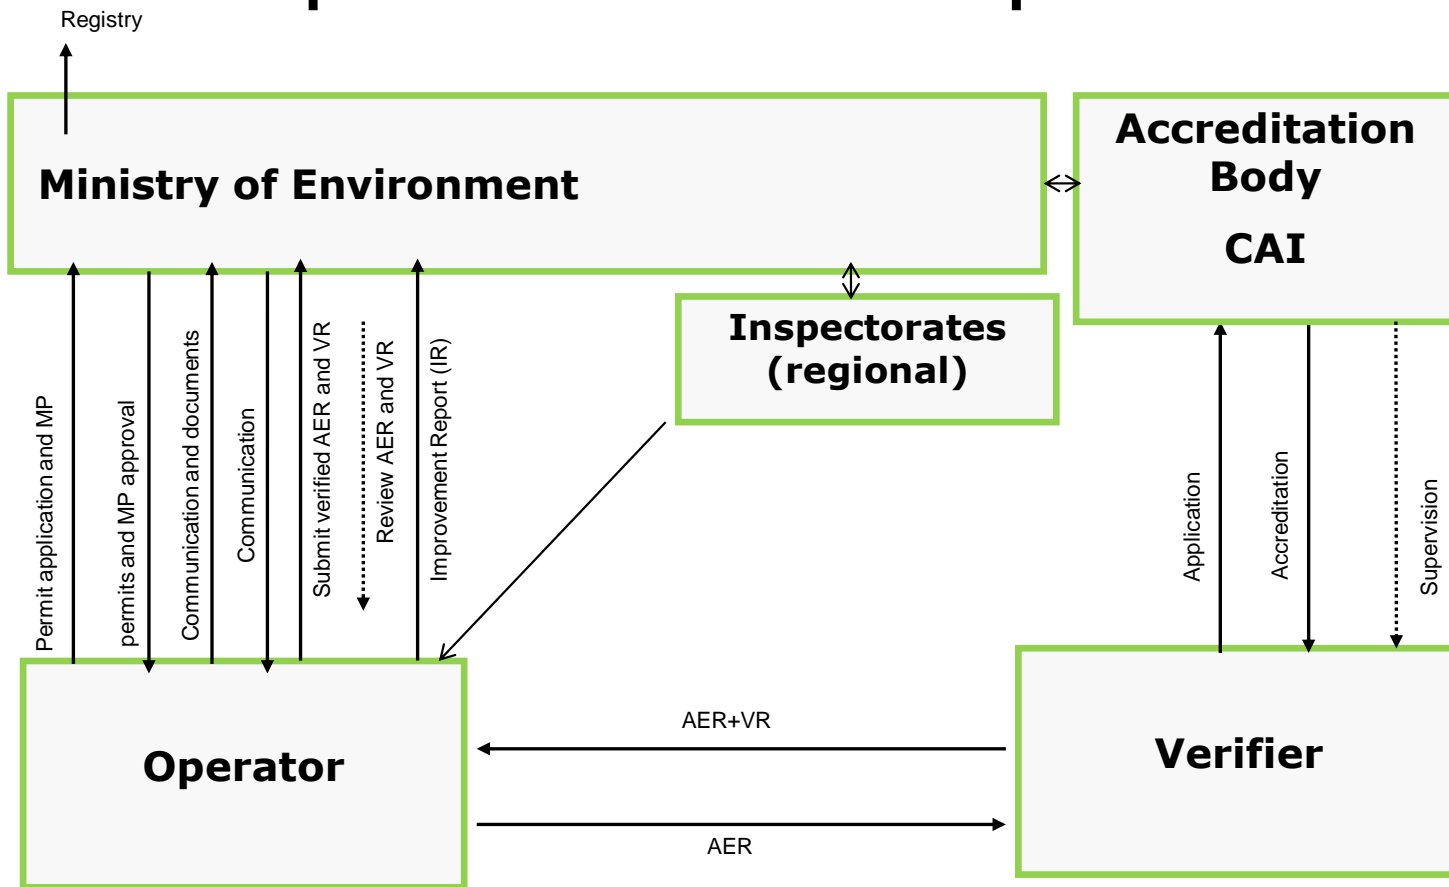 Registry
Ministry of Environment
Accreditation
Body
CAI
Inspectorates
(regional)
Permit application and MP
permits and MP approval
Communication and documents
Communication
Submit verified AER and VR
Review AER and VR
Improvement Report (IR)
Application
Accreditation
Supervision
Operator
AER+VR
AER
Verifier